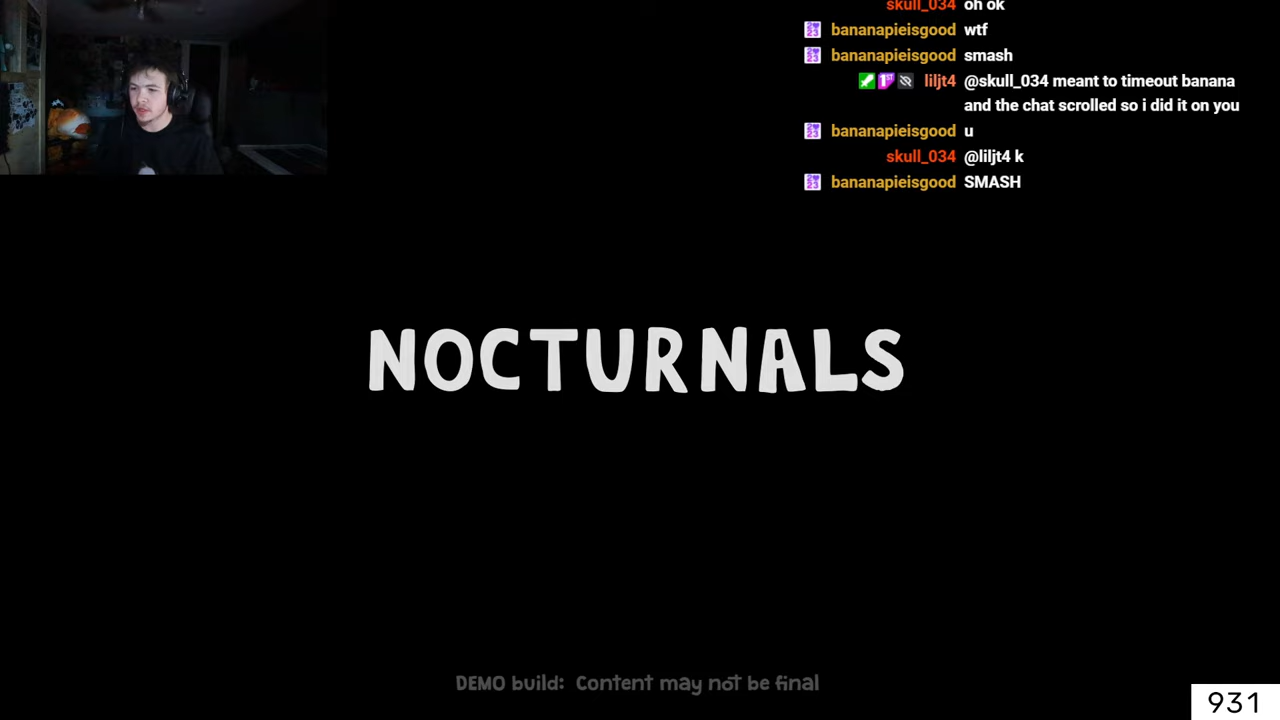 skull_034 oh ok
bananapieisgood wtf
bananapieisgood smash
liljt4 @skull_034 meant to timeout banana
and the chat scrolled so i did it on you
bananapieisgood u
skull_034 @liljt4 k
bananapieisgood SMASH
NOCTURNALS
DEMO build: Content may not be final
931